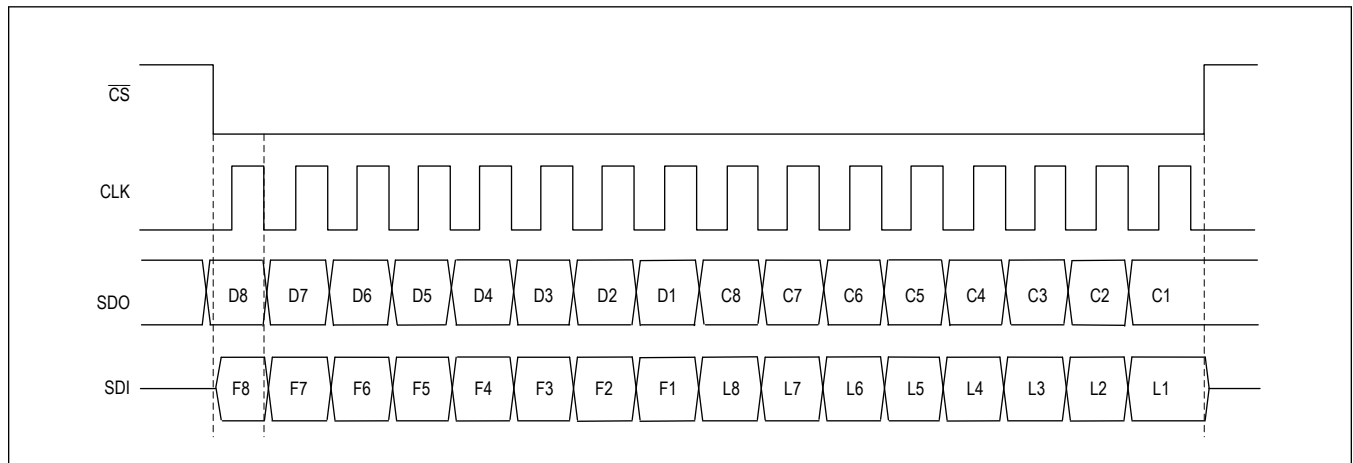 CS
CLK
SDO D8 D7 D6 D5 D4 D3 D2 D1 C8 C7 C6 C5 C4 C3 C2 C1
SDI F8 F7 F6 F5 F4 F3 F2 F1 L8 L7 L6 L5 L4 L3 L2 L1